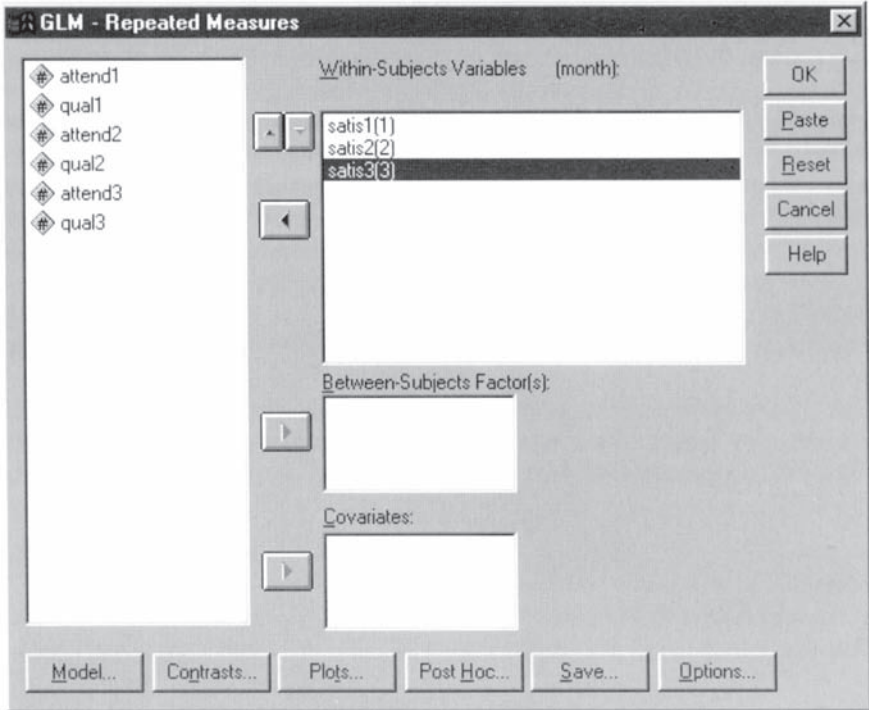 GLM - Repeated Measures
attend1
qual1
attend2
qual2
attend3
qual3
Within-Subjects Variables (month):
satis1(1)
satis2(2)
satis3(3)
Between-Subjects Factor(s):
Covariates:
OK
Paste
Reset
Cancel
Help
Model...
Contrasts...
Plots...
Post Hoc...
Save...
Options...